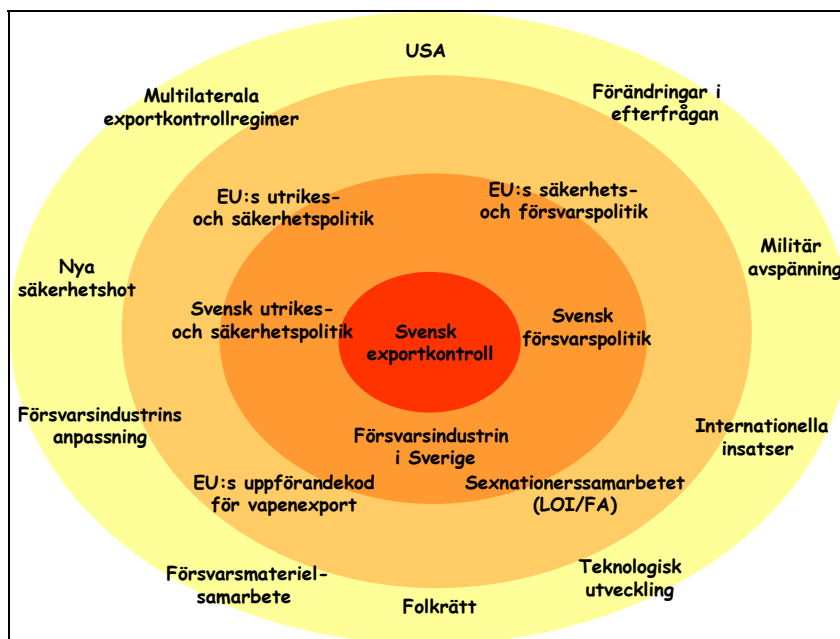 USA
Multilaterala
exportkontrollregimer
Förändringar i
efterfrågan
EU:s utrikes-
och säkerhetspolitik
EU:s säkerhets-
och försvarspolitik
Nya
säkerhetshot
Militär
avspänning
Svensk utrikes-
och säkerhetspolitik
Svensk
exportkontroll
Svensk
försvarspolitik
Försvarsindustrins
anpassning
Försvarsindustrin
i Sverige
Internationella
insatser
EU:s uppförandekod
för vapenexport
Sexnationerssamarbetet
(LOI/FA)
Försvarsmateriel-
samarbete
Folkrätt
Teknologisk
utveckling